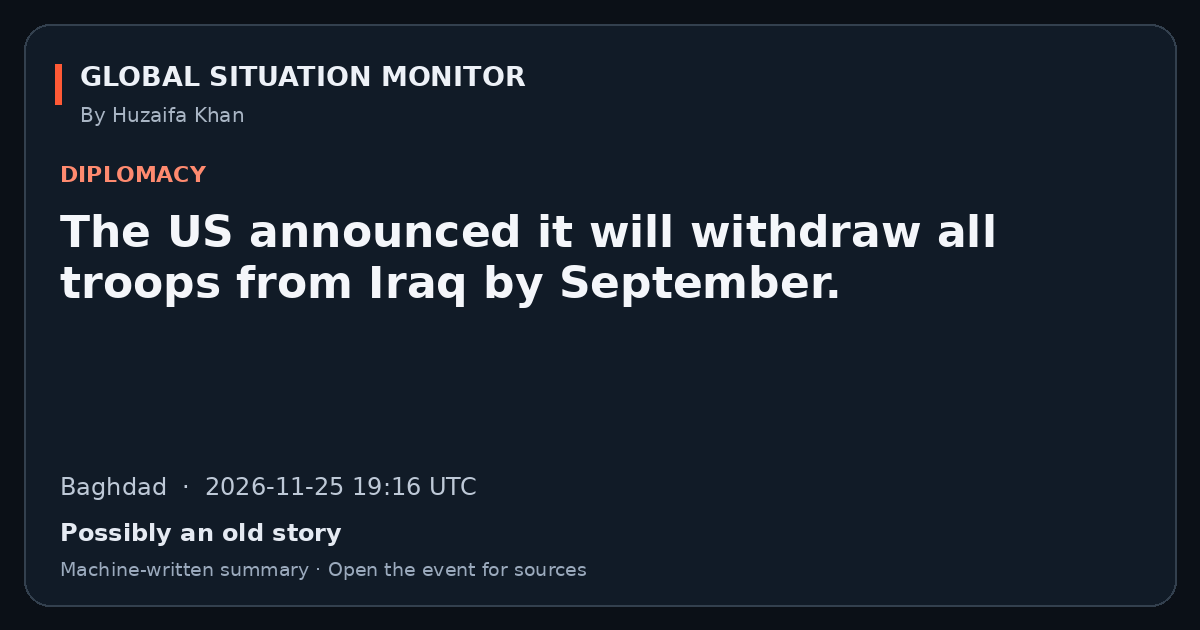 GLOBAL SITUATION MONITOR
By Huzaifa Khan
DIPLOMACY
The US announced it will withdraw all
troops from Iraq by September.
Baghdad · 2026-11-25 19:16 UTC
Possibly an old story
Machine-written summary · Open the event for sources